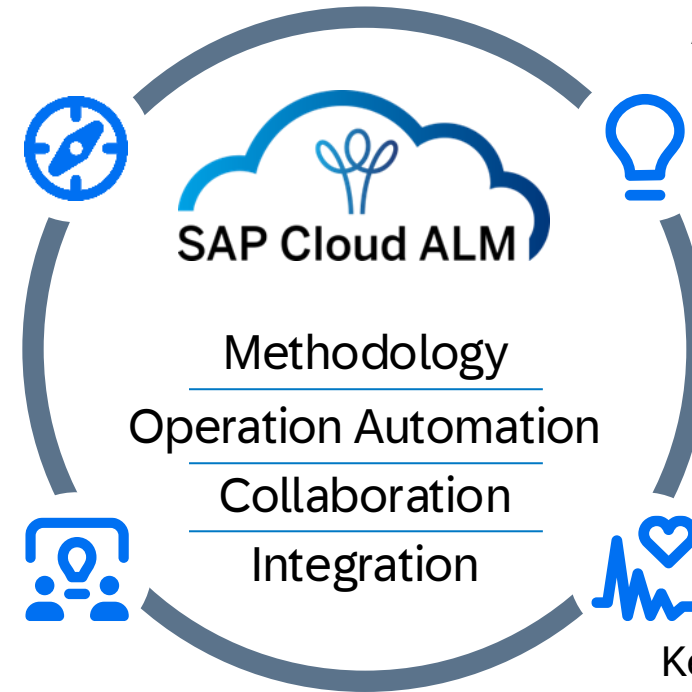 SAP Cloud ALM
Methodology
Operation Automation
Collaboration
Integration